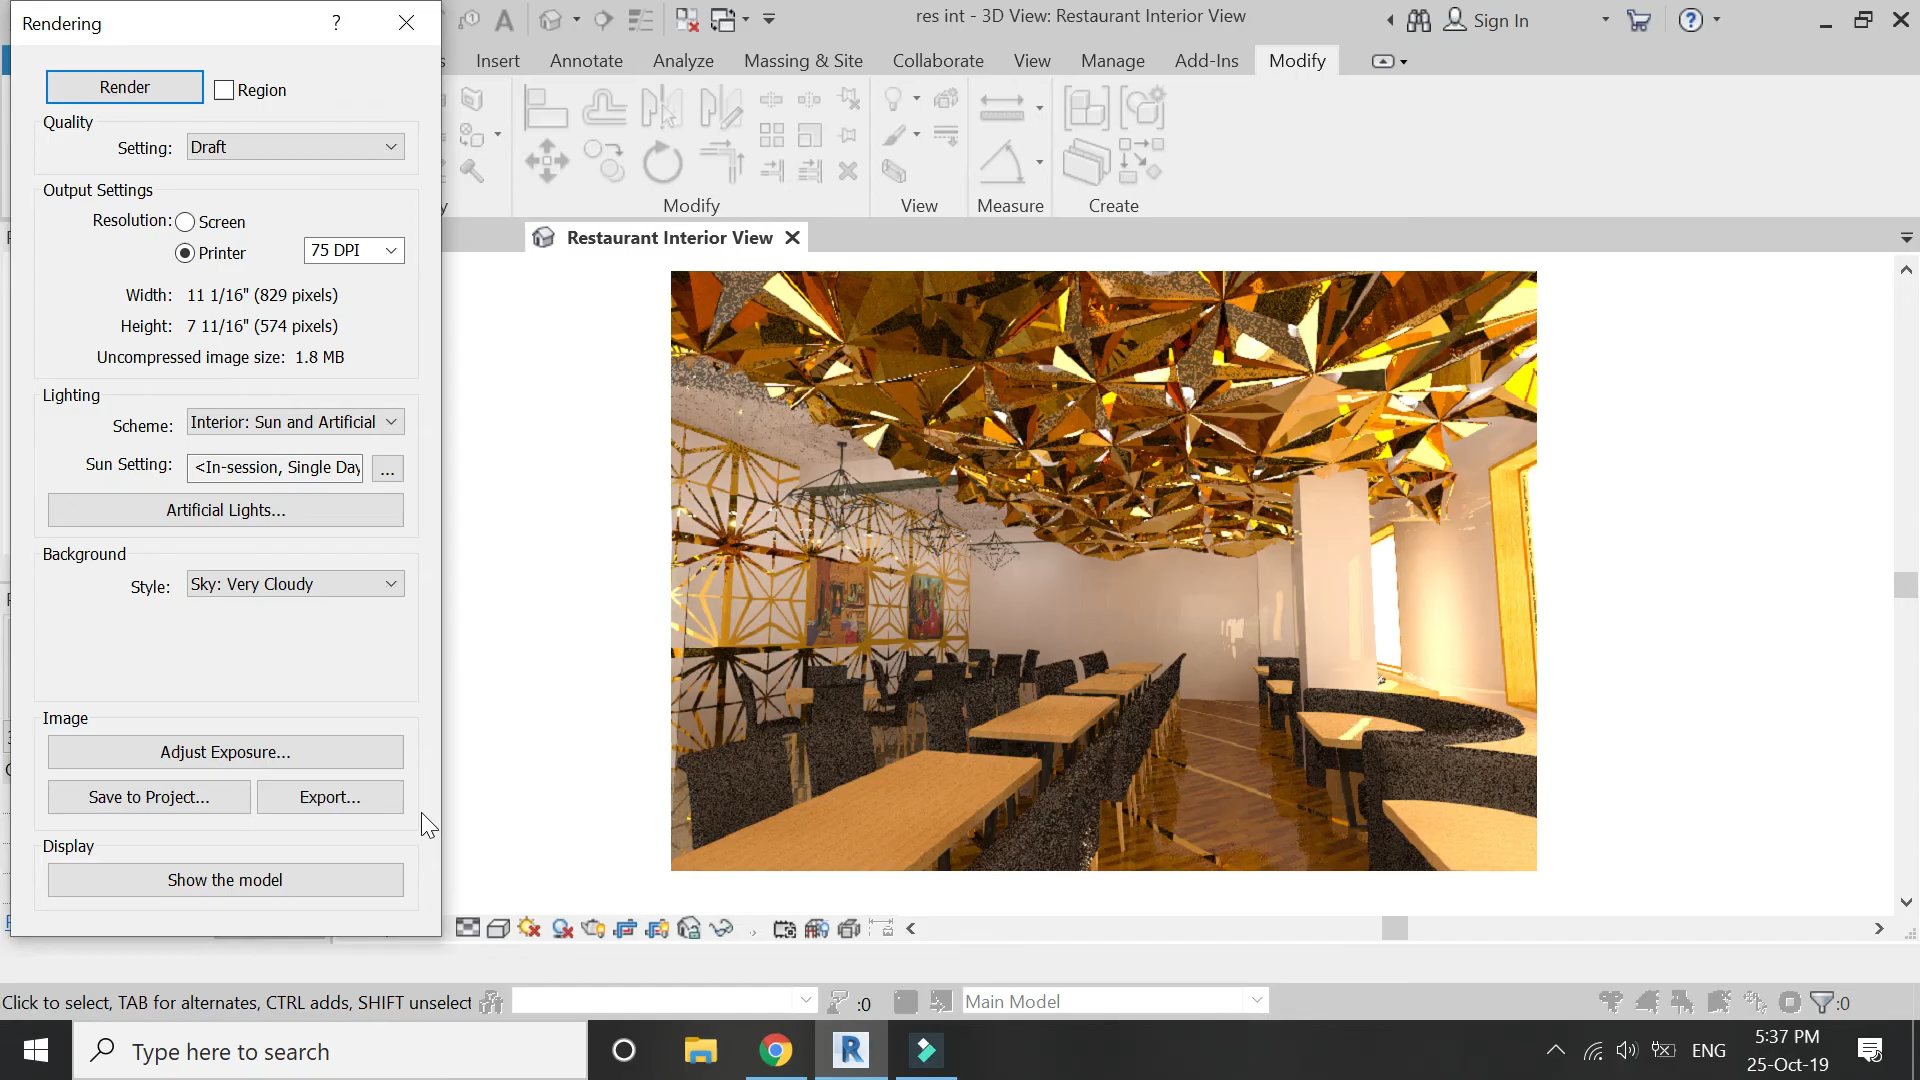 Rendering
?
Render
Region
Quality
Setting: Draft
Output Settings
Resolution: Screen
Printer 75 DPI
Width: 11 1/16" (829 pixels)
Height: 7 11/16" (574 pixels)
Uncompressed image size: 1.8 MB
Lighting
Scheme: Interior: Sun and Artificial
Sun Setting: <In-session, Single Day
...
Artificial Lights...
Background
Style: Sky: Very Cloudy
Image
Adjust Exposure...
Save to Project...
Export...
Display
Show the model
res int - 3D View: Restaurant Interior View
Sign In
Insert
Annotate
Analyze
Massing & Site
Collaborate
View
Manage
Add-Ins
Modify
Modify
View
Measure
Create
Restaurant Interior View
Click to select, TAB for alternates, CTRL adds, SHIFT unselect
:0
Main Model
:0
Type here to search
ENG
5:37 PM
25-Oct-19